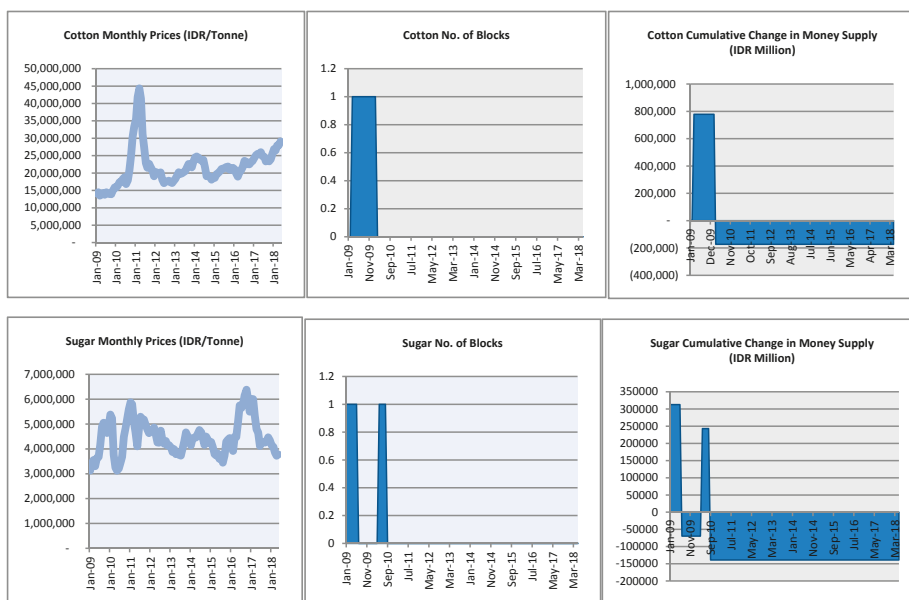 Cotton Monthly Prices (IDR/Tonne)
50,000,000
45,000,000
40,000,000
35,000,000
30,000,000
25,000,000
20,000,000
15,000,000
10,000,000
5,000,000
-
Jan-09
Jan-10
Jan-11
Jan-12
Jan-13
Jan-14
Jan-15
Jan-16
Jan-17
Jan-18
Cotton No. of Blocks
1.2
1
0.8
0.6
0.4
0.2
0
Jan-09
Nov-09
Sep-10
Jul-11
May-12
Mar-13
Jan-14
Nov-14
Sep-15
Jul-16
May-17
Mar-18
Cotton Cumulative Change in Money Supply
(IDR Million)
1,000,000
800,000
600,000
400,000
200,000
-
(200,000)
(400,000)
Jan-09
Dec-09
Nov-10
Oct-11
Sep-12
Aug-13
Jul-14
Jun-15
May-16
Apr-17
Mar-18
Sugar Monthly Prices (IDR/Tonne)
7,000,000
6,000,000
5,000,000
4,000,000
3,000,000
2,000,000
1,000,000
-
Jan-09
Jan-10
Jan-11
Jan-12
Jan-13
Jan-14
Jan-15
Jan-16
Jan-17
Jan-18
Sugar No. of Blocks
1.2
1
0.8
0.6
0.4
0.2
0
Jan-09
Nov-09
Sep-10
Jul-11
May-12
Mar-13
Jan-14
Nov-14
Sep-15
Jul-16
May-17
Mar-18
Sugar Cumulative Change in Money Supply
(IDR Million)
350000
300000
250000
200000
150000
100000
50000
0
-50000
-100000
-150000
-200000
Jan-09
Nov-09
Sep-10
Jul-11
May-12
Mar-13
Jan-14
Nov-14
Sep-15
Jul-16
May-17
Mar-18